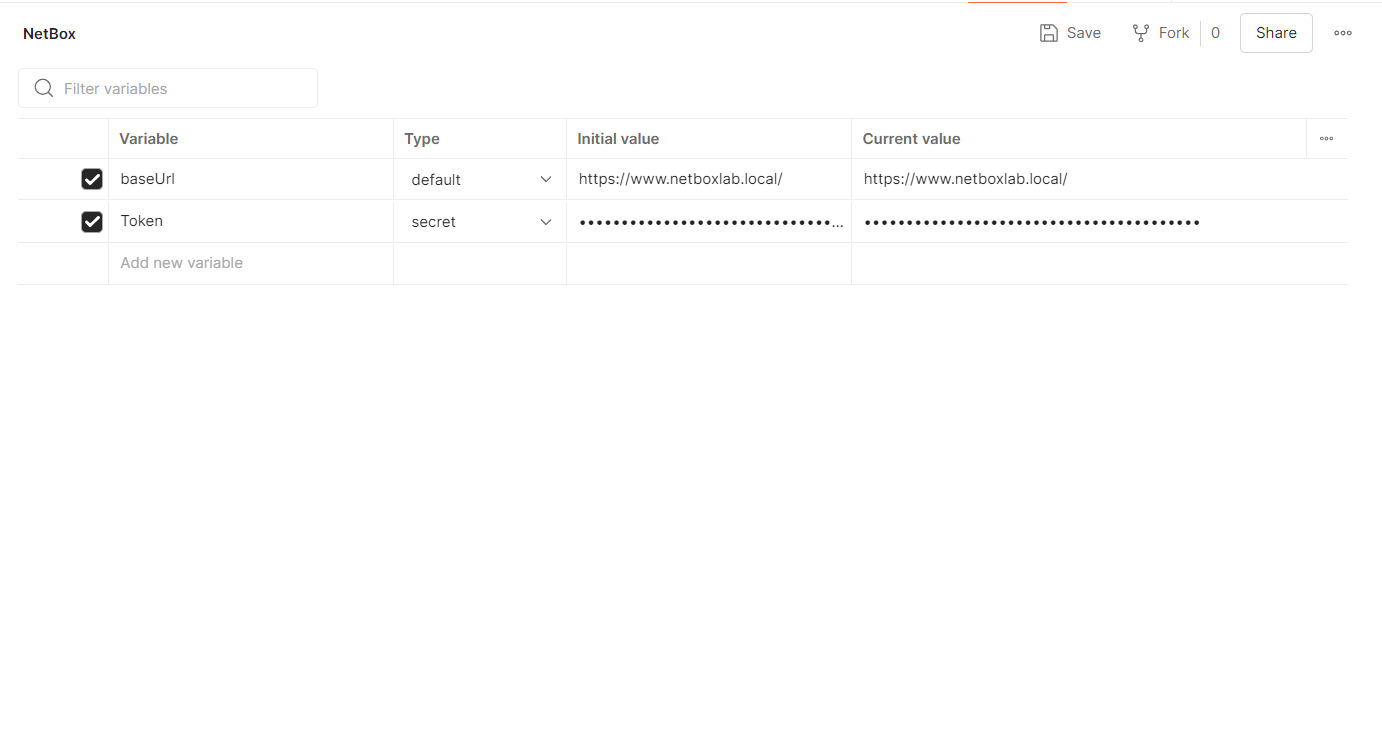 NetBox
Save Fork 0 Share
Filter variables
Variable Type Initial value Current value
baseUrl default https://www.netboxlab.local/ https://www.netboxlab.local/
Token secret ••••••••••••••••••••••••••••••... •••••••••••••••••••••••••••••••••••••••
Add new variable